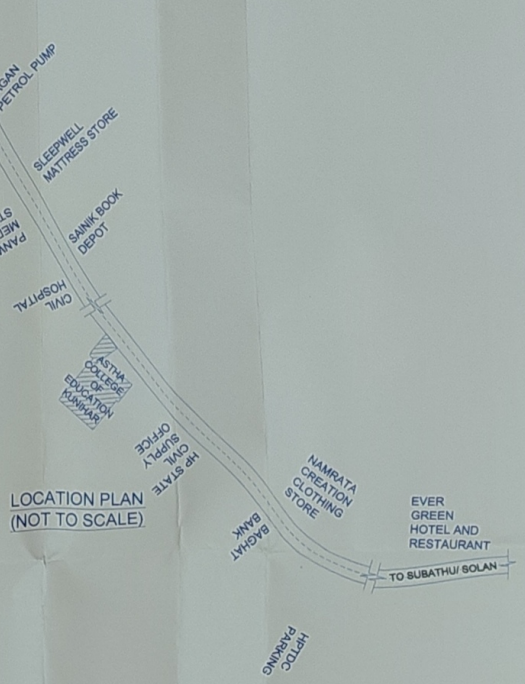 GAN
PETROL PUMP
SLEEPWELL
MATTRESS STORE
SAINIK BOOK
DEPOT
CIVIL
HOSPITAL
ASTHA
COLLEGE
OF
EDUCATION
KUNIHAR
HP STATE
CIVIL
SUPPLY
OFFICE
LOCATION PLAN
(NOT TO SCALE)
NAMRATA
CREATION
CLOTHING
STORE
BAGHAT
BANK
EVER
GREEN
HOTEL AND
RESTAURANT
TO SUBATHU/ SOLAN
HPTDC
PARKING